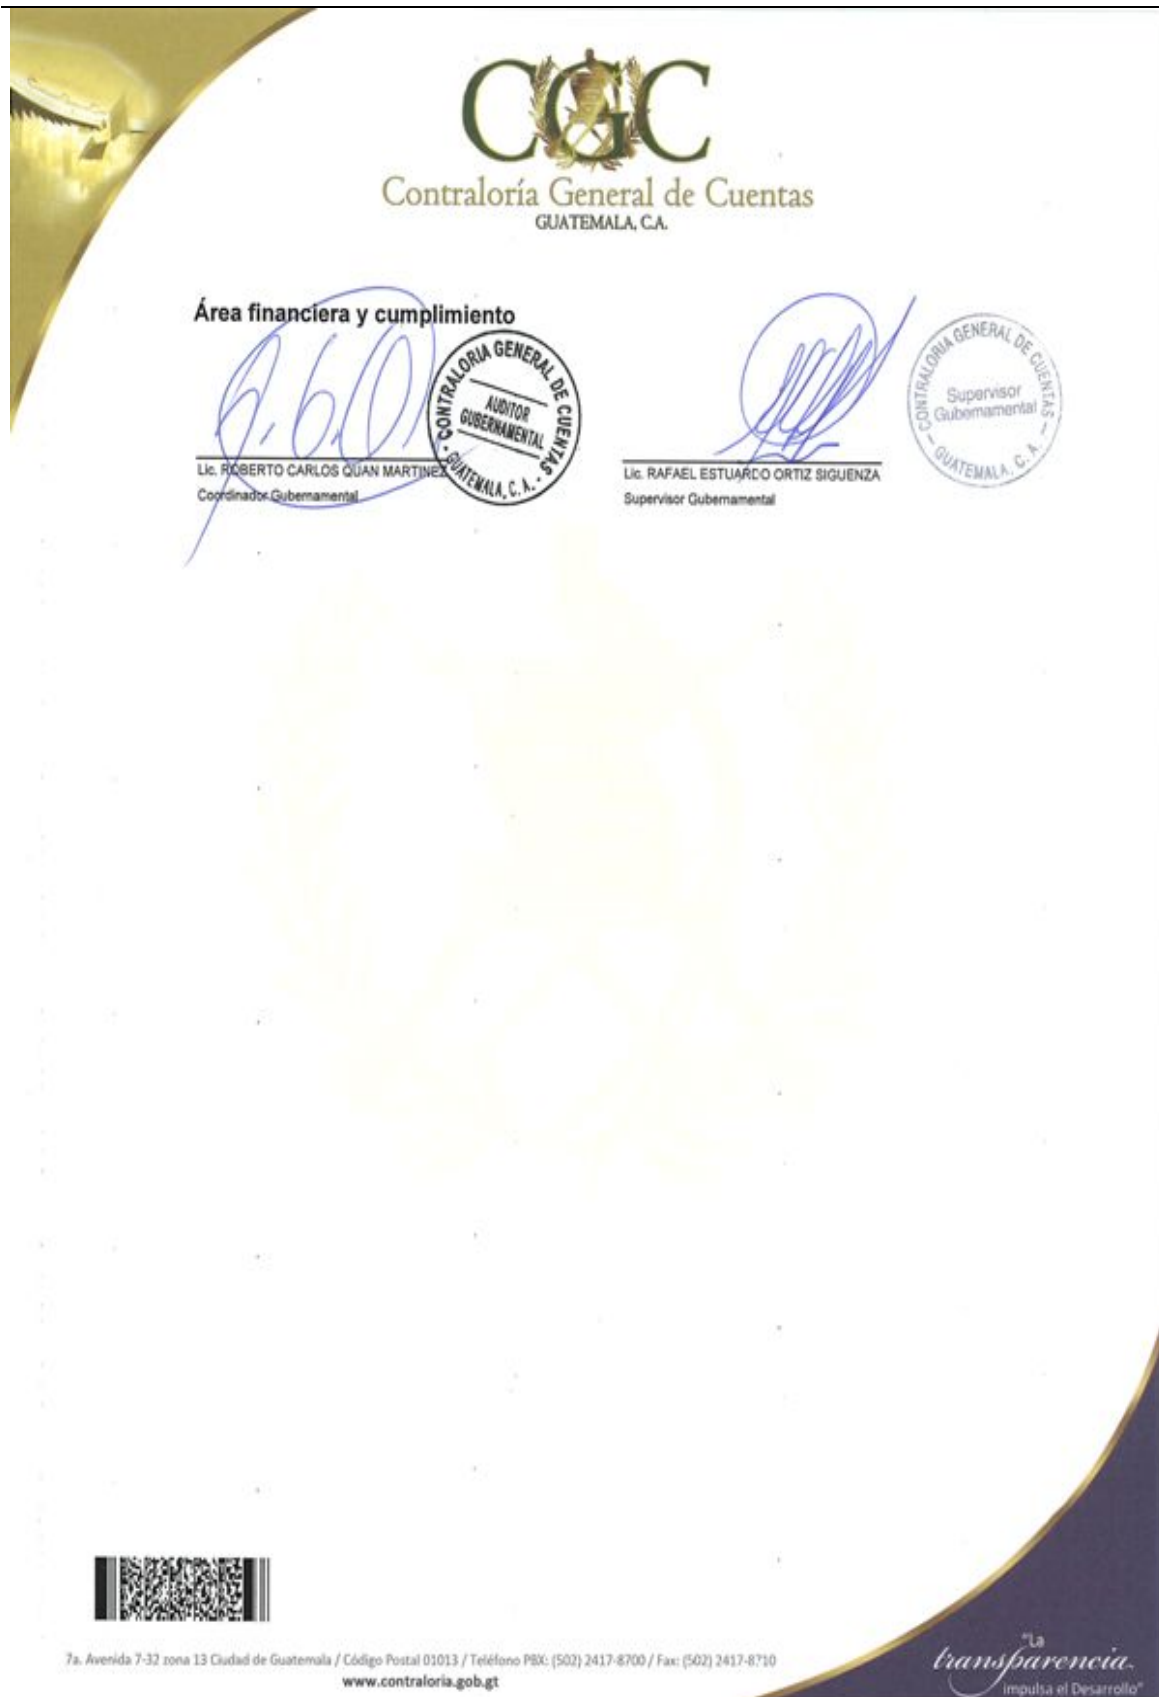 CGC
Contraloría General de Cuentas
GUATEMALA, C.A.
Área financiera y cumplimiento
CONTRALORIA GENERAL DE CUENTAS
AUDITOR
GUBERNAMENTAL
GUATEMALA, C. A.
Lic. ROBERTO CARLOS QUAN MARTINEZ
Coordinador Gubernamental
CONTRALORIA GENERAL DE CUENTAS
Supervisor
Gubernamental
GUATEMALA, C. A.
Lic. RAFAEL ESTUARDO ORTIZ SIGUENZA
Supervisor Gubernamental
7a. Avenida 7-32 zona 13 Ciudad de Guatemala / Código Postal 01013 / Teléfono PBX: (502) 2417-8700 / Fax: (502) 2417-8710
www.contraloria.gob.gt
"La
transparencia
impulsa el Desarrollo"